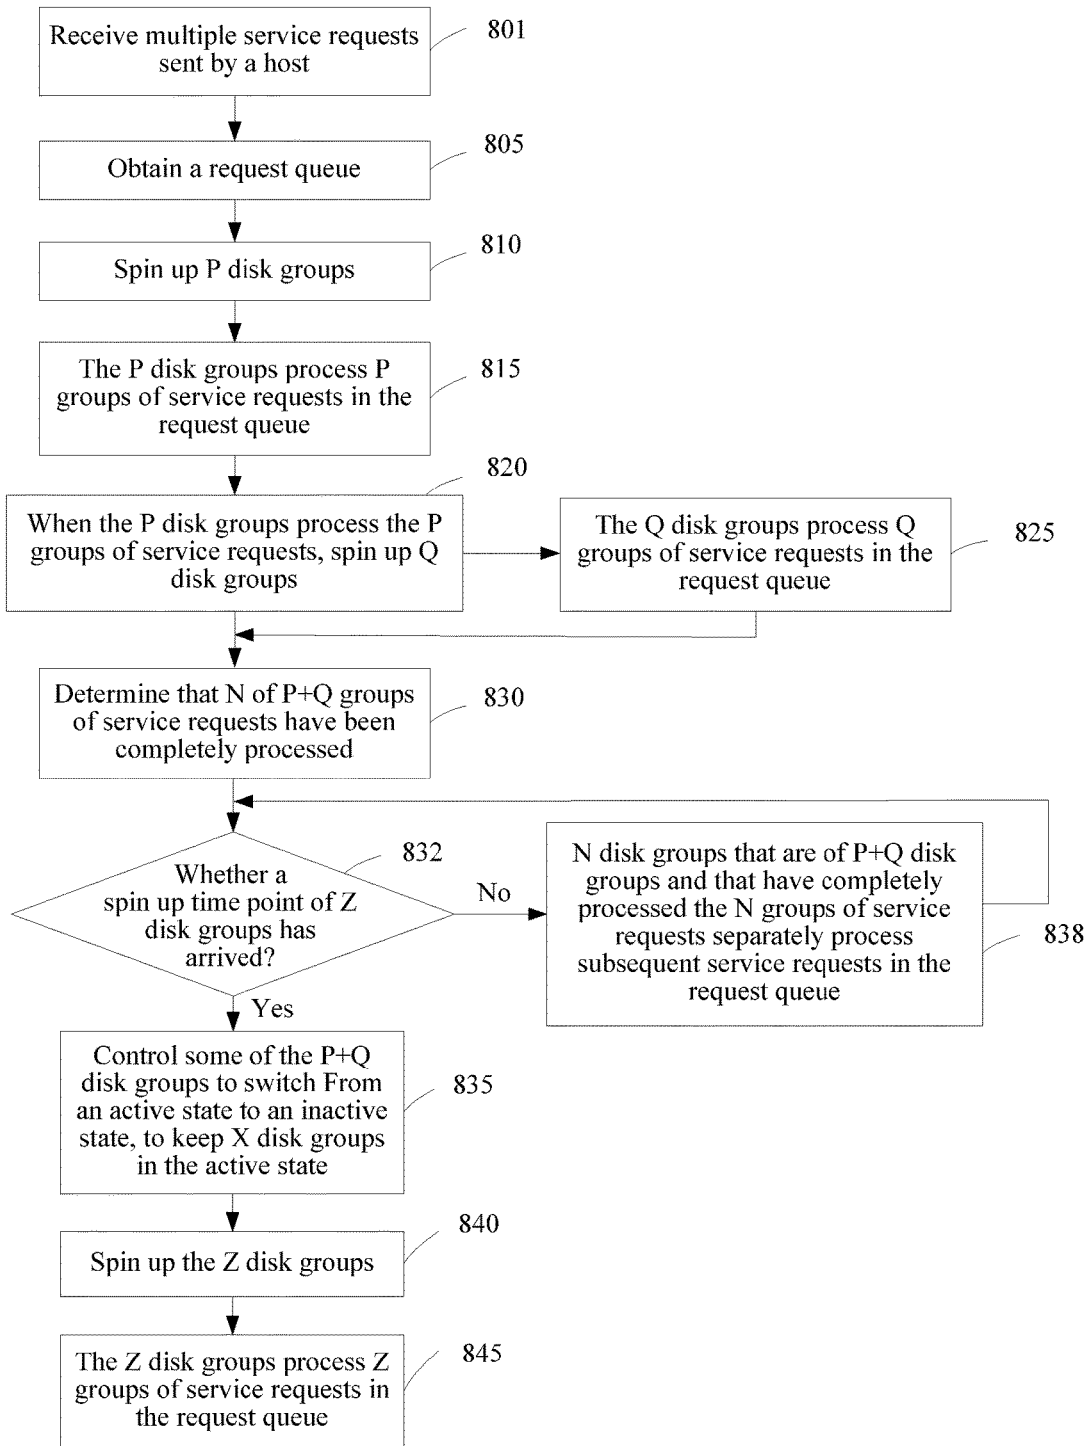 Receive multiple service requests
sent by a host
801
Obtain a request queue
805
Spin up P disk groups
810
The P disk groups process P
groups of service requests in the
request queue
815
820
When the P disk groups process the P
groups of service requests, spin up Q
disk groups
The Q disk groups process Q
groups of service requests in the
request queue
825
Determine that N of P+Q groups
of service requests have been
completely processed
830
832
Whether a
spin up time point of Z
disk groups has
arrived?
No
N disk groups that are of P+Q disk
groups and that have completely
processed the N groups of service
requests separately process
subsequent service requests in the
request queue
838
Yes
Control some of the P+Q
disk groups to switch From
an active state to an inactive
state, to keep X disk groups
in the active state
835
Spin up the Z disk groups
840
The Z disk groups process Z
groups of service requests in
the request queue
845